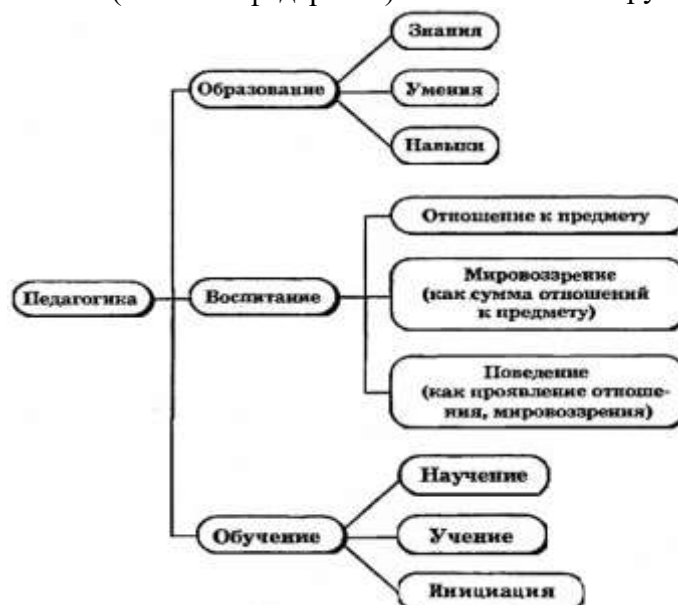 Знания
Образование
Умения
Навыки
Отношение к предмету
Мировоззрение
(как сумма отношений
к предмету)
Педагогика
Воспитание
Поведение
(как проявление отноше-
ния, мировоззрения)
Научение
Обучение
Учение
Инициация